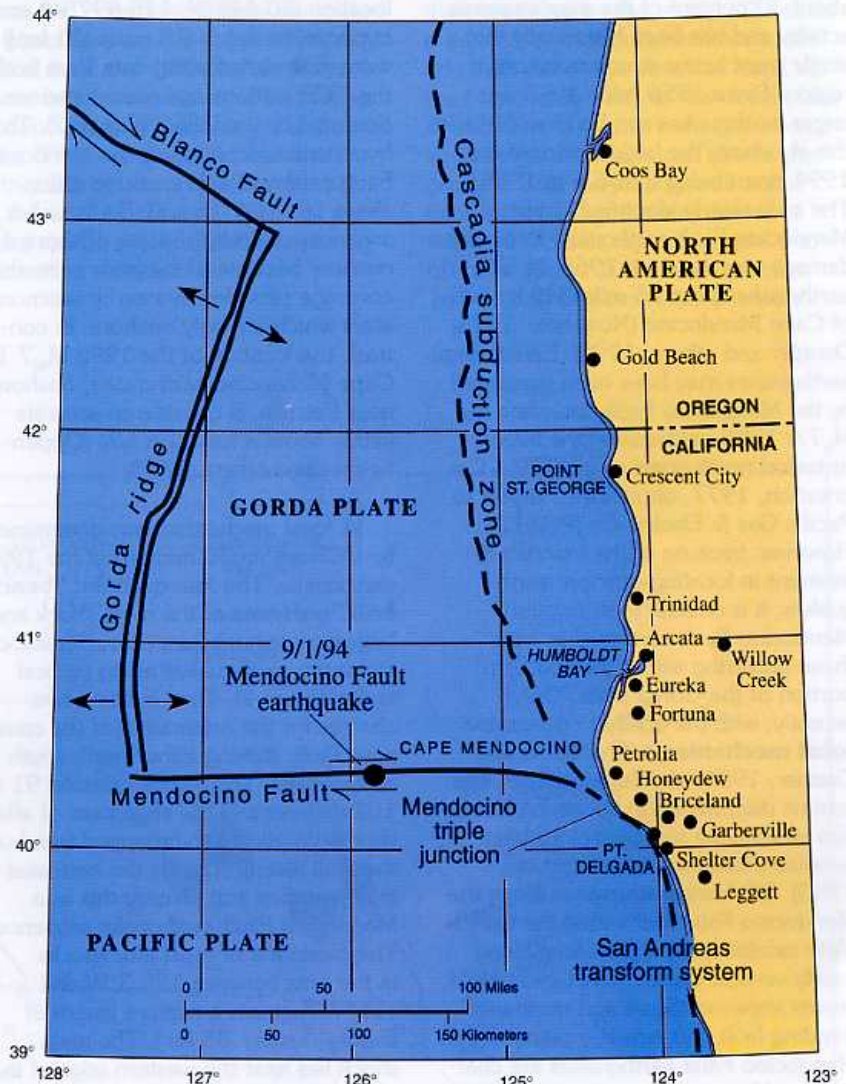 44°
Blanco Fault
Coos Bay
Cascadia subduction zone
43°
NORTH
AMERICAN
PLATE
Gold Beach
OREGON
42°
CALIFORNIA
POINT
ST. GEORGE
Crescent City
Gorda ridge
GORDA PLATE
Trinidad
41°
Arcata
9/1/94
Mendocino Fault
earthquake
HUMBOLDT
BAY
Willow
Creek
Eureka
Fortuna
CAPE MENDOCINO
Petrolia
Mendocino Fault
Honeydew
Mendocino
triple
junction
Briceland
Garberville
40°
PT.
DELGADA
Shelter Cove
Leggett
PACIFIC PLATE
San Andreas
transform system
0 50 100 Miles
0 50 100 150 Kilometers
39°
128° 127° 126° 125° 124° 123°